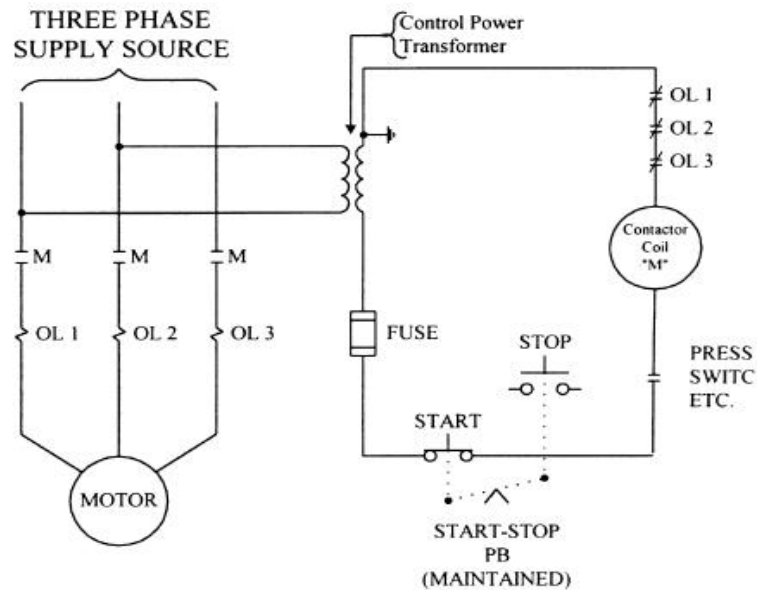 THREE PHASE
SUPPLY SOURCE
Control Power
Transformer
OL 1
OL 2
OL 3
Contactor
Coil
"M"
M
M
M
OL 1
OL 2
OL 3
FUSE
STOP
PRESS
SWITC
ETC.
START
MOTOR
START-STOP
PB
(MAINTAINED)